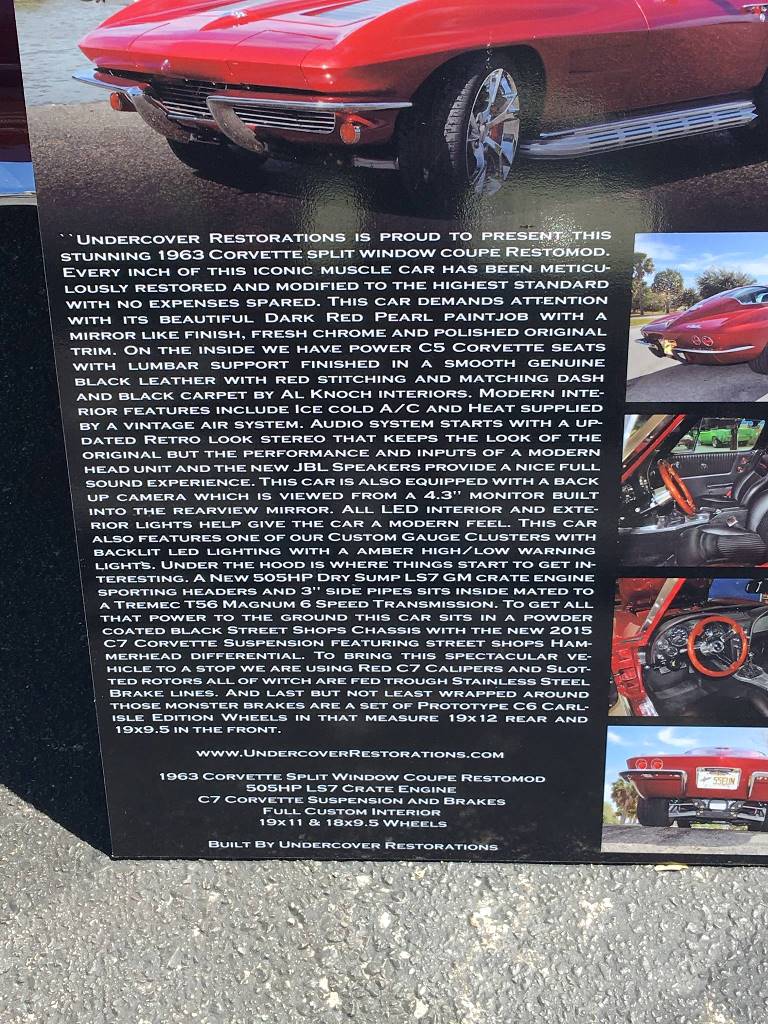 ``Undercover Restorations is proud to present this
stunning 1963 Corvette split window coupe Restomod.
Every inch of this iconic muscle car has been meticu-
lously restored and modified to the highest standard
with no expenses spared. This car demands attention
with its beautiful Dark Red Pearl paintjob with a
mirror like finish, fresh chrome and polished original
trim. On the inside we have power C5 Corvette seats
with lumbar support finished in a smooth genuine
black leather with red stitching and matching dash
and black carpet by Al Knoch interiors. Modern inte-
rior features include Ice cold A/C and Heat supplied
by a vintage air system. Audio system starts with a up-
dated Retro look stereo that keeps the look of the
original but the performance and inputs of a modern
head unit and the new JBL Speakers provide a nice full
sound experience. This car is also equipped with a back
up camera which is viewed from a 4.3'' monitor built
into the rearview mirror. All LED interior and exte-
rior lights help give the car a modern feel. This car
also features one of our Custom Gauge Clusters with
backlit led lighting with a amber high/low warning
lights. Under the hood is where things start to get in-
teresting. A New 505HP Dry Sump LS7 GM crate engine
sporting headers and 3'' side pipes sits inside mated to
a Tremec T56 Magnum 6 Speed Transmission. To get all
that power to the ground this car sits in a powder
coated black Street Shops Chassis with the new 2015
C7 Corvette Suspension featuring street shops Ham-
merhead differential. To bring this spectacular ve-
hicle to a stop we are using Red C7 Calipers and Slot-
ted rotors all of witch are fed trough Stainless Steel
Brake lines. And last but not least wrapped around
those monster brakes are a set of Prototype C6 Carl-
isle Edition Wheels in that measure 19x12 rear and
19x9.5 in the front.
www.UndercoverRestorations.com
1963 Corvette Split Window Coupe Restomod
505HP LS7 Crate Engine
C7 Corvette Suspension and Brakes
Full Custom Interior
19x11 & 18x9.5 Wheels
Built By Undercover Restorations